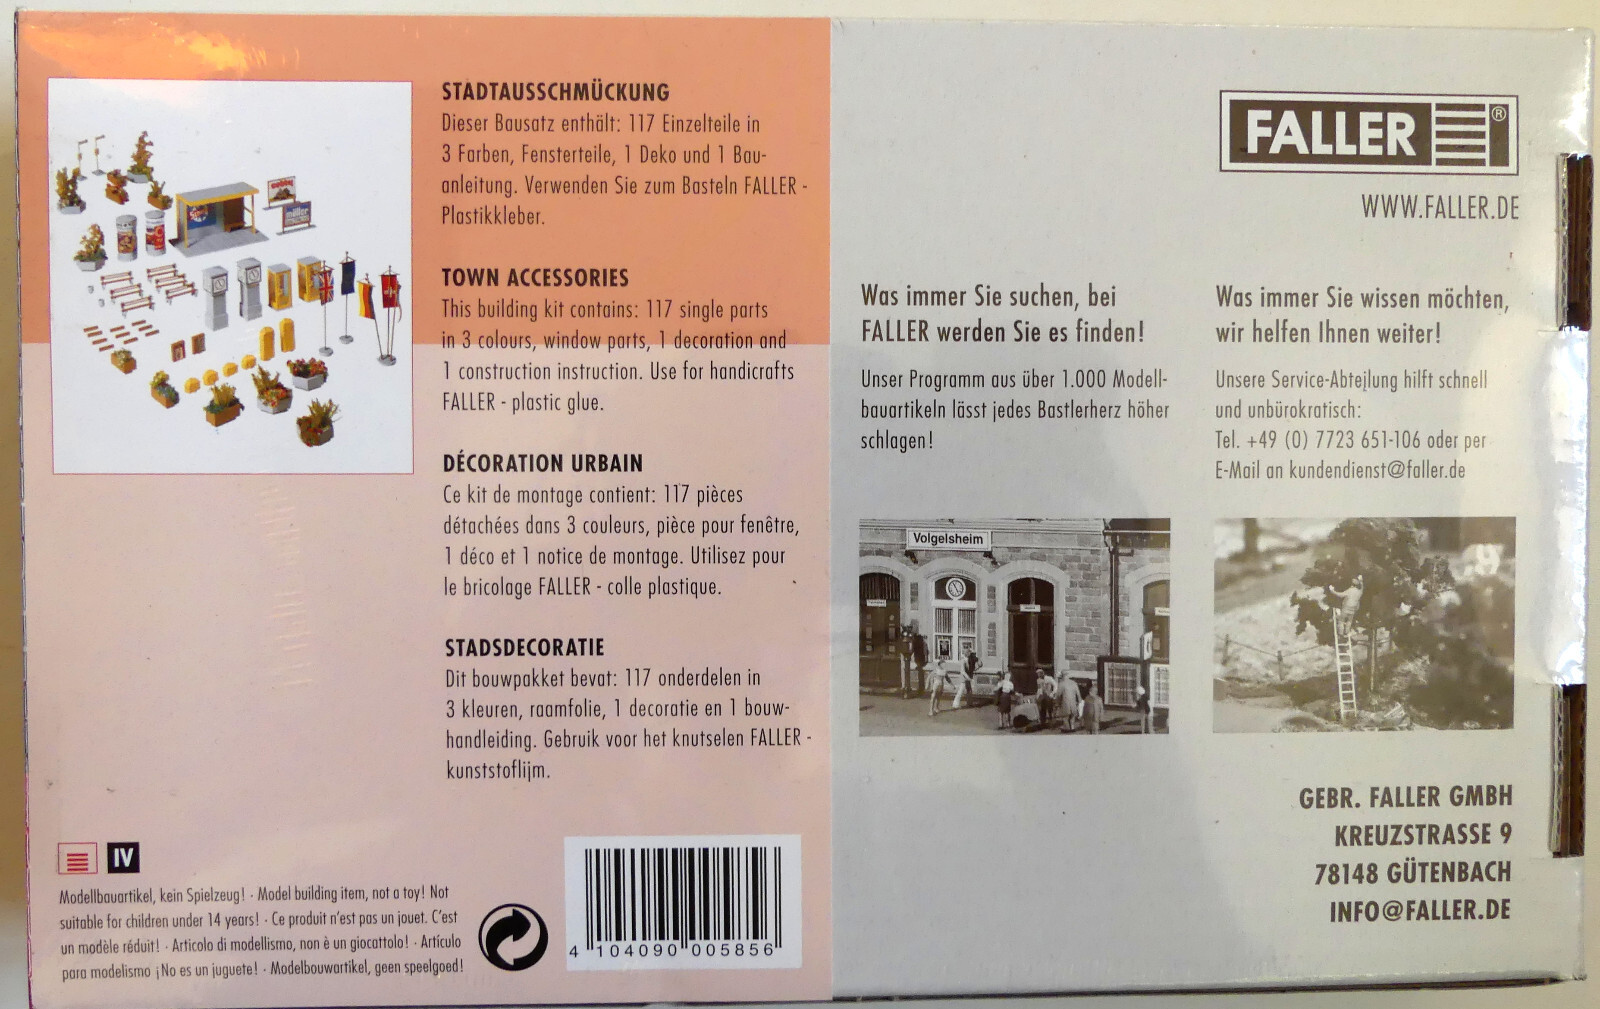 STADTAUSSCHMÜCKUNG
Dieser Bausatz enthält: 117 Einzelteile in
3 Farben, Fensterteile, 1 Deko und 1 Bau-
anleitung. Verwenden Sie zum Basteln FALLER -
Plastikkleber.
TOWN ACCESSORIES
This building kit contains: 117 single parts
in 3 colours, window parts, 1 decoration and
1 construction instruction. Use for handicrafts
FALLER - plastic glue.
DÉCORATION URBAIN
Ce kit de montage contient: 117 pièces
détachées dans 3 couleurs, pièce pour fenêtre,
1 déco et 1 notice de montage. Utilisez pour
le bricolage FALLER - colle plastique.
STADSDECORATIE
Dit bouwpakket bevat: 117 onderdelen in
3 kleuren, raamfolie, 1 decoratie en 1 bouw-
handleiding. Gebruik voor het knutselen FALLER -
kunststoflijm.
IV
Modellbauartikel, kein Spielzeug! · Model building item, not a toy! Not
suitable for children under 14 years! · Ce produit n'est pas un jouet. C'est
un modèle réduit! · Articolo di modellismo, non è un giocattolo! · Artículo
para modelismo ¡No es un juguete! · Modelbouwartikel, geen speelgoed!
4 104090 005856
FALLER ®
WWW.FALLER.DE
Was immer Sie suchen, bei
FALLER werden Sie es finden!
Unser Programm aus über 1.000 Modell-
bauartikeln lässt jedes Bastlerherz höher
schlagen!
Was immer Sie wissen möchten,
wir helfen Ihnen weiter!
Unsere Service-Abteilung hilft schnell
und unbürokratisch:
Tel. +49 (0) 7723 651-106 oder per
E-Mail an kundendienst@faller.de
Volgelsheim
GEBR. FALLER GMBH
KREUZSTRASSE 9
78148 GÜTENBACH
INFO@FALLER.DE